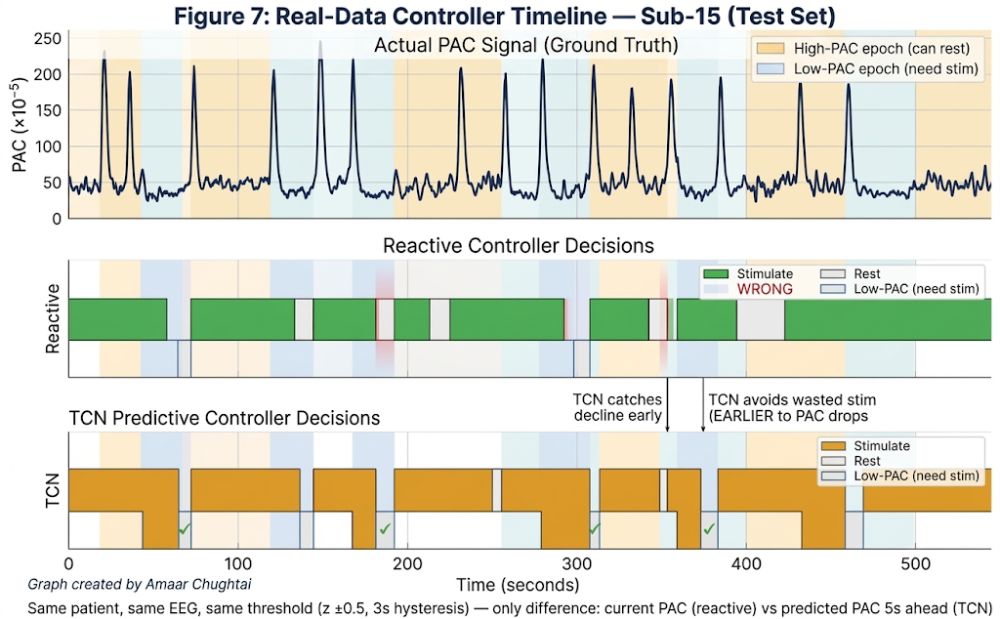 Figure 7: Real-Data Controller Timeline — Sub-15 (Test Set)
Actual PAC Signal (Ground Truth)
High-PAC epoch (can rest)
Low-PAC epoch (need stim)
PAC (×10⁻⁵)
250
200
150
100
50
0
Reactive Controller Decisions
Stimulate
Rest
WRONG
Low-PAC (need stim)
Reactive
TCN catches
decline early
TCN avoids wasted stim
(EARLIER to PAC drops
TCN Predictive Controller Decisions
Stimulate
Rest
Low-PAC (need stim)
TCN
0 100 200 300 400 500
Time (seconds)
Graph created by Amaar Chughtai
Same patient, same EEG, same threshold (z ±0.5, 3s hysteresis) — only difference: current PAC (reactive) vs predicted PAC 5s ahead (TCN)